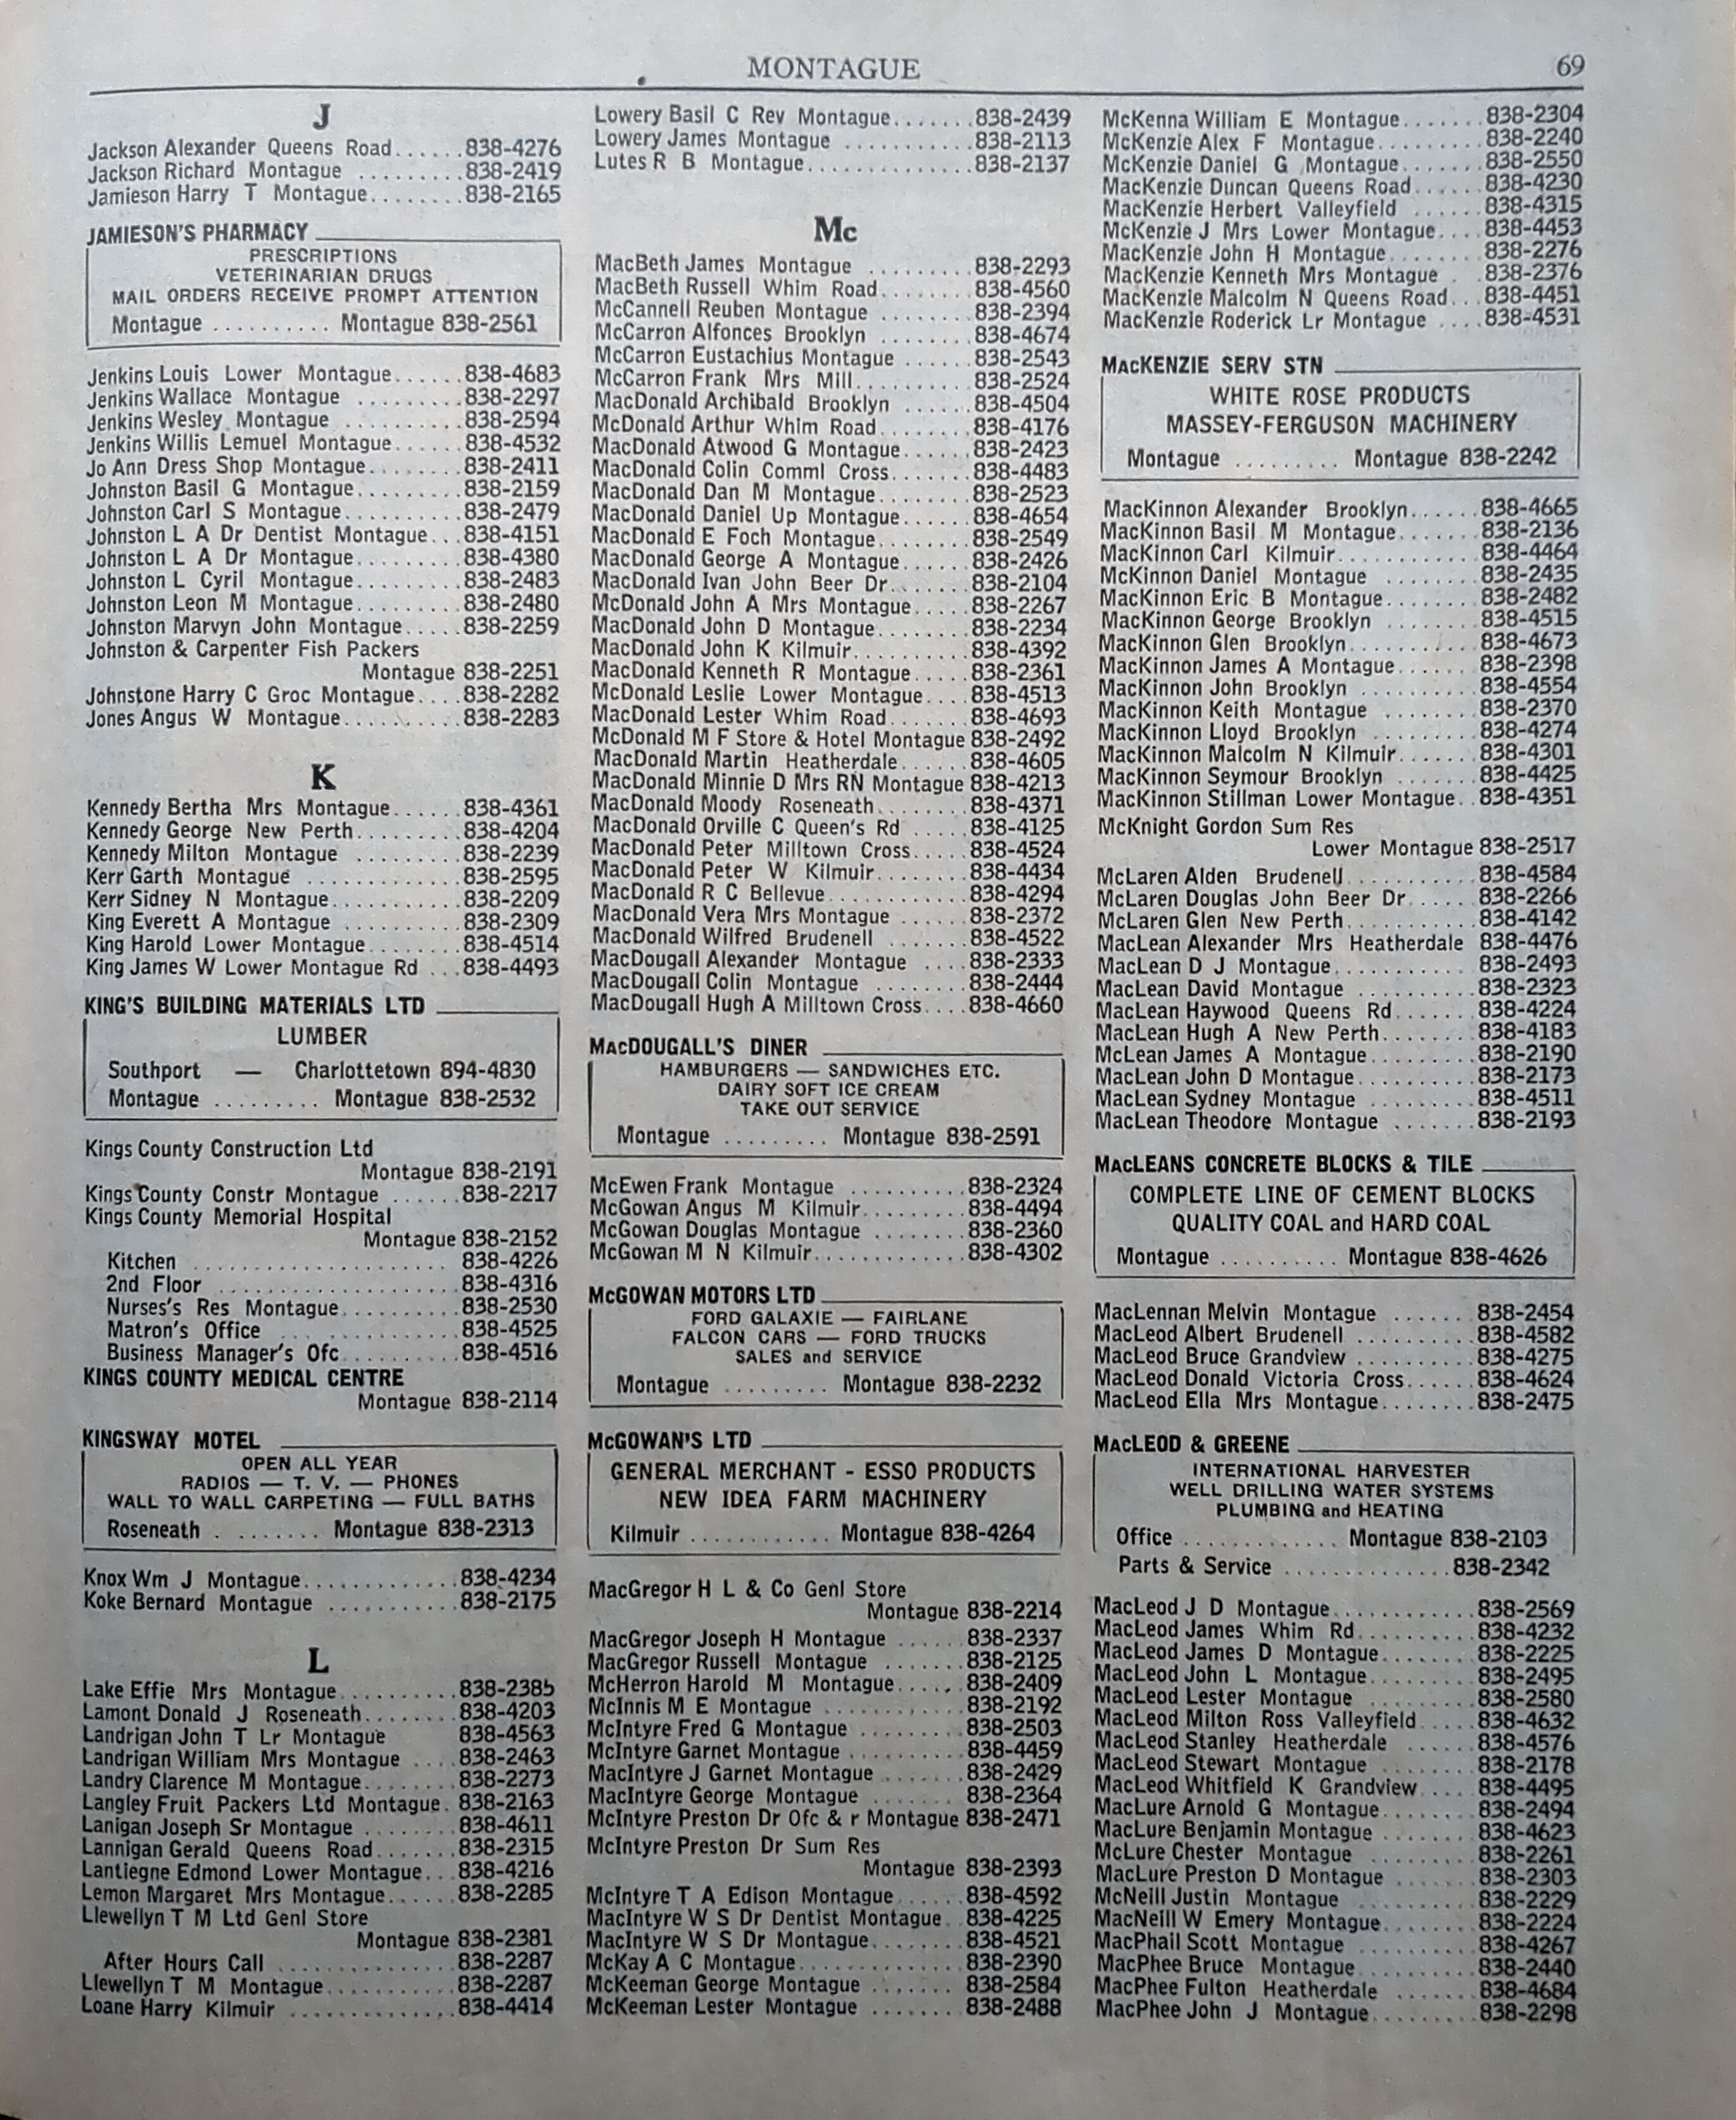 MONTAGUE 69
J
Jackson Alexander Queens Road......838-4276
Jackson Richard Montague .........838-2419
Jamieson Harry T Montague........838-2165
JAMIESON'S PHARMACY
PRESCRIPTIONS
VETERINARIAN DRUGS
MAIL ORDERS RECEIVE PROMPT ATTENTION
Montague .......... Montague 838-2561
Jenkins Louis Lower Montague......838-4683
Jenkins Wallace Montague .........838-2297
Jenkins Wesley Montague ..........838-2594
Jenkins Willis Lemuel Montague......838-4532
Jo Ann Dress Shop Montague........838-2411
Johnston Basil G Montague.........838-2159
Johnston Carl S Montague..........838-2479
Johnston L A Dr Dentist Montague...838-4151
Johnston L A Dr Montague.........838-4380
Johnston L Cyril Montague.........838-2483
Johnston Leon M Montague.........838-2480
Johnston Marvyn John Montague.....838-2259
Johnston & Carpenter Fish Packers
Montague 838-2251
Johnstone Harry C Groc Montague....838-2282
Jones Angus W Montague..........838-2283
K
Kennedy Bertha Mrs Montague......838-4361
Kennedy George New Perth.........838-4204
Kennedy Milton Montague .........838-2239
Kerr Garth Montague .............838-2595
Kerr Sidney N Montague...........838-2209
King Everett A Montague ..........838-2309
King Harold Lower Montague........838-4514
King James W Lower Montague Rd ...838-4493
KING'S BUILDING MATERIALS LTD
LUMBER
Southport — Charlottetown 894-4830
Montague ......... Montague 838-2532
Kings County Construction Ltd
Montague 838-2191
Kings County Constr Montague ......838-2217
Kings County Memorial Hospital
Montague 838-2152
Kitchen ...................... 838-4226
2nd Floor ....................838-4316
Nurses's Res Montague..........838-2530
Matron's Office ................838-4525
Business Manager's Ofc..........838-4516
KINGS COUNTY MEDICAL CENTRE
Montague 838-2114
KINGSWAY MOTEL
OPEN ALL YEAR
RADIOS — T. V. — PHONES
WALL TO WALL CARPETING — FULL BATHS
Roseneath ......... Montague 838-2313
Knox Wm J Montague.............838-4234
Koke Bernard Montague ...........838-2175
L
Lake Effie Mrs Montague..........838-2385
Lamont Donald J Roseneath........838-4203
Landrigan John T Lr Montague 838-4563
Landrigan William Mrs Montague ....838-2463
Landry Clarence M Montague........838-2273
Langley Fruit Packers Ltd Montague. 838-2163
Lanigan Joseph Sr Montague ........838-4611
Lannigan Gerald Queens Road.......838-2315
Lantiegne Edmond Lower Montague...838-4216
Lemon Margaret Mrs Montague......838-2285
Llewellyn T M Ltd Genl Store
Montague 838-2381
After Hours Call ...............838-2287
Llewellyn T M Montague...........838-2287
Loane Harry Kilmuir ..............838-4414
Lowery Basil C Rev Montague.......838-2439
Lowery James Montague ...........838-2113
Lutes R B Montague..............838-2137
Mc
MacBeth James Montague .........838-2293
MacBeth Russell Whim Road........838-4560
McCannell Reuben Montague ........838-2394
McCarron Alfonces Brooklyn ........838-4674
McCarron Eustachius Montague ......838-2543
McCarron Frank Mrs Mill..........838-2524
MacDonald Archibald Brooklyn ......838-4504
McDonald Arthur Whim Road........838-4176
MacDonald Atwood G Montague......838-2423
MacDonald Colin Comml Cross.......838-4483
MacDonald Dan M Montague........838-2523
MacDonald Daniel Up Montague......838-4654
MacDonald E Foch Montague........838-2549
MacDonald George A Montague......838-2426
MacDonald Ivan John Beer Dr.......838-2104
McDonald John A Mrs Montague.....838-2267
MacDonald John D Montague........838-2234
MacDonald John K Kilmuir..........838-4392
MacDonald Kenneth R Montague.....838-2361
McDonald Leslie Lower Montague....838-4513
MacDonald Lester Whim Road.......838-4693
McDonald M F Store & Hotel Montague 838-2492
MacDonald Martin Heatherdale......838-4605
MacDonald Minnie D Mrs RN Montague 838-4213
MacDonald Moody Roseneath........838-4371
MacDonald Orville C Queen's Rd .....838-4125
MacDonald Peter Milltown Cross.....838-4524
MacDonald Peter W Kilmuir........838-4434
MacDonald R C Bellevue............838-4294
MacDonald Vera Mrs Montague ......838-2372
MacDonald Wilfred Brudenell .......838-4522
MacDougall Alexander Montague ....838-2333
MacDougall Colin Montague ........838-2444
MacDougall Hugh A Milltown Cross....838-4660
MacDOUGALL'S DINER
HAMBURGERS — SANDWICHES ETC.
DAIRY SOFT ICE CREAM
TAKE OUT SERVICE
Montague ......... Montague 838-2591
McEwen Frank Montague ..........838-2324
McGowan Angus M Kilmuir.........838-4494
McGowan Douglas Montague ........838-2360
McGowan M N Kilmuir.............838-4302
McGOWAN MOTORS LTD
FORD GALAXIE — FAIRLANE
FALCON CARS — FORD TRUCKS
SALES and SERVICE
Montague ......... Montague 838-2232
McGOWAN'S LTD
GENERAL MERCHANT - ESSO PRODUCTS
NEW IDEA FARM MACHINERY
Kilmuir ............ Montague 838-4264
MacGregor H L & Co Genl Store
Montague 838-2214
MacGregor Joseph H Montague ......838-2337
MacGregor Russell Montague .......838-2125
McHerron Harold M Montague......838-2409
McInnis M E Montague ............838-2192
McIntyre Fred G Montague .........838-2503
McIntyre Garnet Montague ..........838-4459
MacIntyre J Garnet Montague .......838-2429
MacIntyre George Montague ........838-2364
McIntyre Preston Dr Ofc & r Montague 838-2471
McIntyre Preston Dr Sum Res
Montague 838-2393
McIntyre T A Edison Montague ......838-4592
MacIntyre W S Dr Dentist Montague..838-4225
MacIntyre W S Dr Montague........838-4521
McKay A C Montague..............838-2390
McKeeman George Montague ....... 838-2584
McKeeman Lester Montague ........838-2488
McKenna William E Montague.......838-2304
McKenzie Alex F Montague.........838-2240
McKenzie Daniel G Montague.......838-2550
MacKenzie Duncan Queens Road......838-4230
MacKenzie Herbert Valleyfield ......838-4315
McKenzie J Mrs Lower Montague....838-4453
MacKenzie John H Montague........838-2276
MacKenzie Kenneth Mrs Montague . .838-2376
MacKenzie Malcolm N Queens Road...838-4451
MacKenzie Roderick Lr Montague ....838-4531
MacKENZIE SERV STN
WHITE ROSE PRODUCTS
MASSEY-FERGUSON MACHINERY
Montague ......... Montague 838-2242
MacKinnon Alexander Brooklyn......838-4665
MacKinnon Basil M Montague.......838-2136
MacKinnon Carl Kilmuir............838-4464
McKinnon Daniel Montague ........838-2435
MacKinnon Eric B Montague........838-2482
MacKinnon George Brooklyn ........838-4515
MacKinnon Glen Brooklyn...........838-4673
MacKinnon James A Montague.......838-2398
MacKinnon John Brooklyn ..........838-4554
MacKinnon Keith Montague ........838-2370
MacKinnon Lloyd Brooklyn .........838-4274
MacKinnon Malcolm N Kilmuir.......838-4301
MacKinnon Seymour Brooklyn .......838-4425
MacKinnon Stillman Lower Montague..838-4351
McKnight Gordon Sum Res
Lower Montague 838-2517
McLaren Alden Brudenell...........838-4584
McLaren Douglas John Beer Dr......838-2266
McLaren Glen New Perth...........838-4142
MacLean Alexander Mrs Heatherdale 838-4476
MacLean D J Montague............838-2493
MacLean David Montague ..........838-2323
MacLean Haywood Queens Rd.......838-4224
MacLean Hugh A New Perth........838-4183
McLean James A Montague.........838-2190
MacLean John D Montague..........838-2173
MacLean Sydney Montague .........838-4511
MacLean Theodore Montague .......838-2193
MacLEANS CONCRETE BLOCKS & TILE
COMPLETE LINE OF CEMENT BLOCKS
QUALITY COAL and HARD COAL
Montague .......... Montague 838-4626
MacLennan Melvin Montague ........838-2454
MacLeod Albert Brudenell ..........838-4582
MacLeod Bruce Grandview ..........838-4275
MacLeod Donald Victoria Cross......838-4624
MacLeod Ella Mrs Montague........838-2475
MacLEOD & GREENE
INTERNATIONAL HARVESTER
WELL DRILLING WATER SYSTEMS
PLUMBING and HEATING
Office ............. Montague 838-2103
Parts & Service ..............838-2342
MacLeod J D Montague............838-2569
MacLeod James Whim Rd..........838-4232
MacLeod James D Montague........838-2225
MacLeod John L Montague.........838-2495
MacLeod Lester Montague .........838-2580
MacLeod Milton Ross Valleyfield.....838-4632
MacLeod Stanley Heatherdale ......838-4576
MacLeod Stewart Montague ........838-2178
MacLeod Whitfield K Grandview.....838-4495
MacLure Arnold G Montague........838-2494
MacLure Benjamin Montague ........838-4623
McLure Chester Montague .........838-2261
MacLure Preston D Montague ......838-2303
McNeill Justin Montague ..........838-2229
MacNeill W Emery Montague........838-2224
MacPhail Scott Montague ..........838-4267
MacPhee Bruce Montague..........838-2440
MacPhee Fulton Heatherdale .......838-4684
MacPhee John J Montague.........838-2298